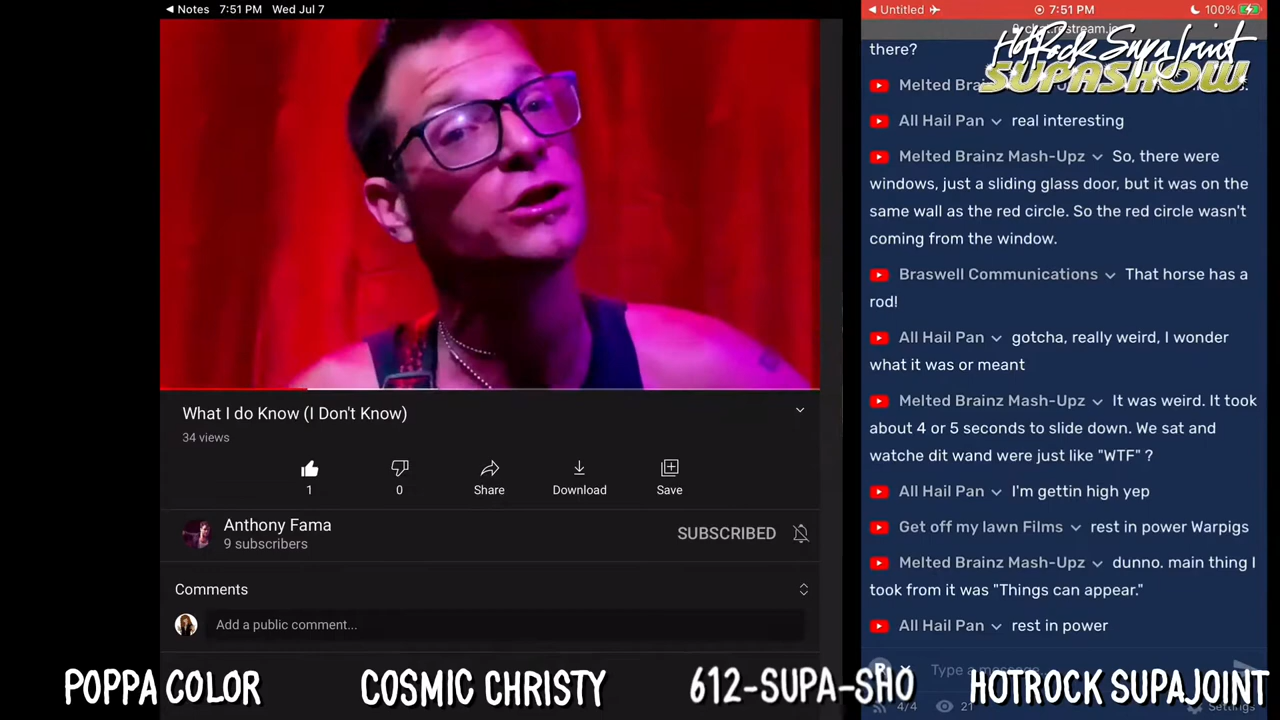 Notes 7:51 PM Wed Jul 7
Untitled 7:51 PM 100%
HotRock SupaJoint
SUPASHOW
there?
Melted
All Hail Pan real interesting
Melted Brainz Mash-Upz So, there were
windows, just a sliding glass door, but it was on the
same wall as the red circle. So the red circle wasn't
coming from the window.
Braswell Communications That horse has a
rod!
All Hail Pan gotcha, really weird, I wonder
what it was or meant
Melted Brainz Mash-Upz It was weird. It took
about 4 or 5 seconds to slide down. We sat and
watche dit wand were just like "WTF" ?
All Hail Pan I'm gettin high yep
Get off my lawn Films rest in power Warpigs
Melted Brainz Mash-Upz dunno. main thing I
took from it was "Things can appear."
All Hail Pan rest in power
Type a message
4/4 21 Settings
What I do Know (I Don't Know)
34 views
1 0 Share Download Save
Anthony Fama
9 subscribers
SUBSCRIBED
Comments
Add a public comment...
POPPA COLOR COSMIC CHRISTY 612-SUPA-SHO HOTROCK SUPAJOINT